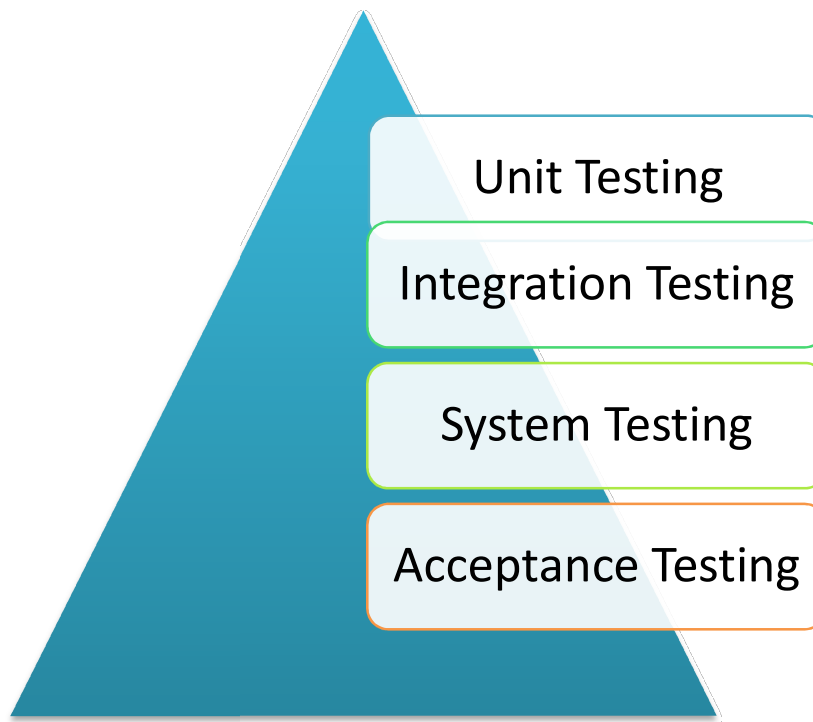 Unit Testing
Integration Testing
System Testing
Acceptance Testing